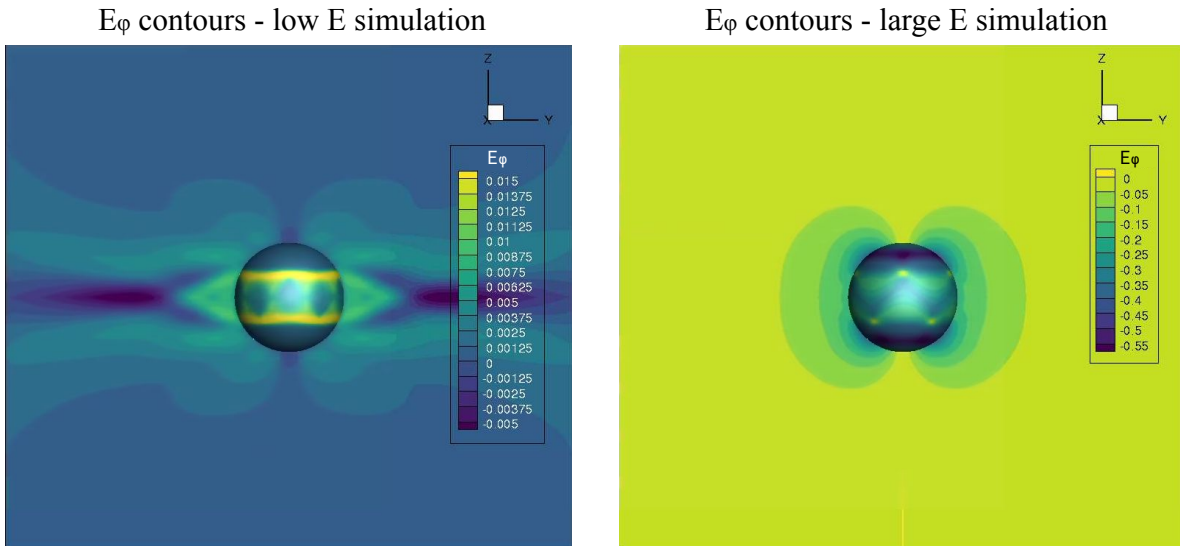 Eφ contours - low E simulation
Z
X
Y
Eφ
0.015
0.01375
0.0125
0.01125
0.01
0.00875
0.0075
0.00625
0.005
0.00375
0.0025
0.00125
0
-0.00125
-0.0025
-0.00375
-0.005
Eφ contours - large E simulation
Z
X
Y
Eφ
0
-0.05
-0.1
-0.15
-0.2
-0.25
-0.3
-0.35
-0.4
-0.45
-0.5
-0.55